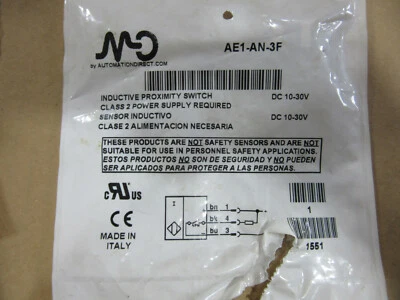 MD
by AUTOMATIONDIRECT.COM
AE1-AN-3F
INDUCTIVE PROXIMITY SWITCH DC 10-30V
CLASS 2 POWER SUPPLY REQUIRED
SENSOR INDUCTIVO DC 10-30V
CLASS 2 ALIMENTACION NECESARIA
THESE PRODUCTS ARE NOT SAFETY SENSORS AND ARE NOT
SUITABLE FOR USE IN PERSONNEL SAFETY APPLICATIONS.
ESTOS PRODUCTOS NO SON DE SEGURIDAD Y NO PUEDEN
SER APLICADOS PARA PROTEGER A LAS PERSONAS.
c RU US
CE
MADE IN
ITALY
I
bn 1
bk 4
bu 3
1
1551